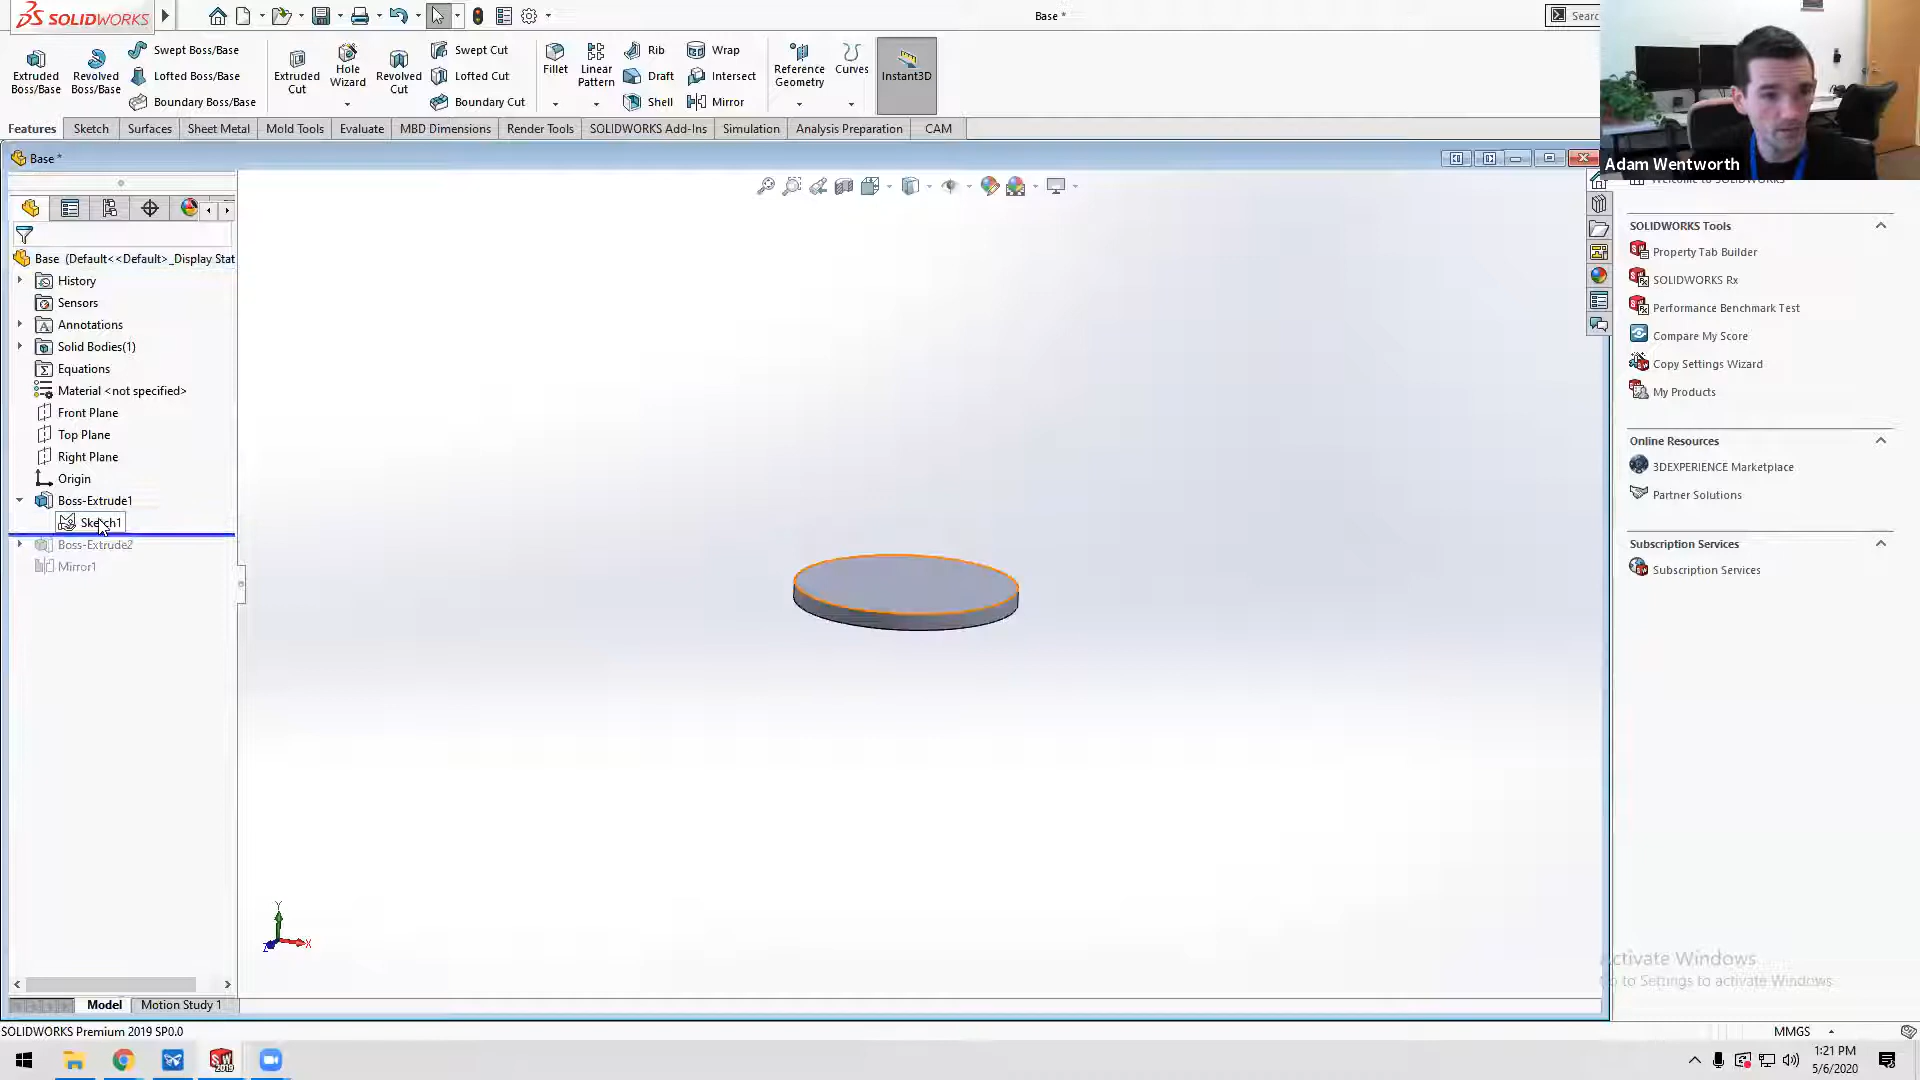 SOLIDWORKS
Base *
Searc
Extruded Boss/Base
Revolved Boss/Base
Swept Boss/Base
Lofted Boss/Base
Boundary Boss/Base
Extruded Cut
Hole Wizard
Revolved Cut
Swept Cut
Lofted Cut
Boundary Cut
Fillet
Linear Pattern
Rib
Draft
Shell
Wrap
Intersect
Mirror
Reference Geometry
Curves
Instant3D
Features
Sketch
Surfaces
Sheet Metal
Mold Tools
Evaluate
MBD Dimensions
Render Tools
SOLIDWORKS Add-Ins
Simulation
Analysis Preparation
CAM
Adam Wentworth
Base *
Base (Default<<Default>_Display Stat
History
Sensors
Annotations
Solid Bodies(1)
Equations
Material <not specified>
Front Plane
Top Plane
Right Plane
Origin
Boss-Extrude1
Sketch1
Boss-Extrude2
Mirror1
Y
X
Z
Welcome to SOLIDWORKS
SOLIDWORKS Tools
Property Tab Builder
SOLIDWORKS Rx
Performance Benchmark Test
Compare My Score
Copy Settings Wizard
My Products
Online Resources
3DEXPERIENCE Marketplace
Partner Solutions
Subscription Services
Subscription Services
Activate Windows
Go to Settings to activate Windows.
Model
Motion Study 1
SOLIDWORKS Premium 2019 SP0.0
MMGS
1:21 PM
5/6/2020